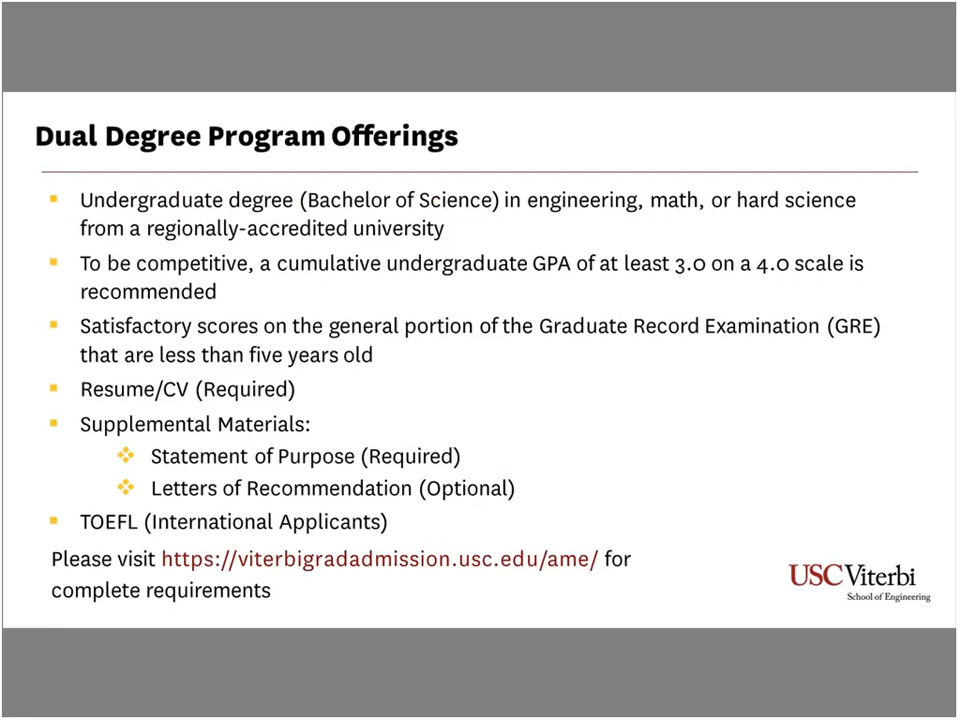 Dual Degree Program Offerings
Undergraduate degree (Bachelor of Science) in engineering, math, or hard science
from a regionally-accredited university
To be competitive, a cumulative undergraduate GPA of at least 3.0 on a 4.0 scale is
recommended
Satisfactory scores on the general portion of the Graduate Record Examination (GRE)
that are less than five years old
Resume/CV (Required)
Supplemental Materials:
Statement of Purpose (Required)
Letters of Recommendation (Optional)
TOEFL (International Applicants)
Please visit https://viterbigradadmission.usc.edu/ame/ for
complete requirements
USC Viterbi
School of Engineering